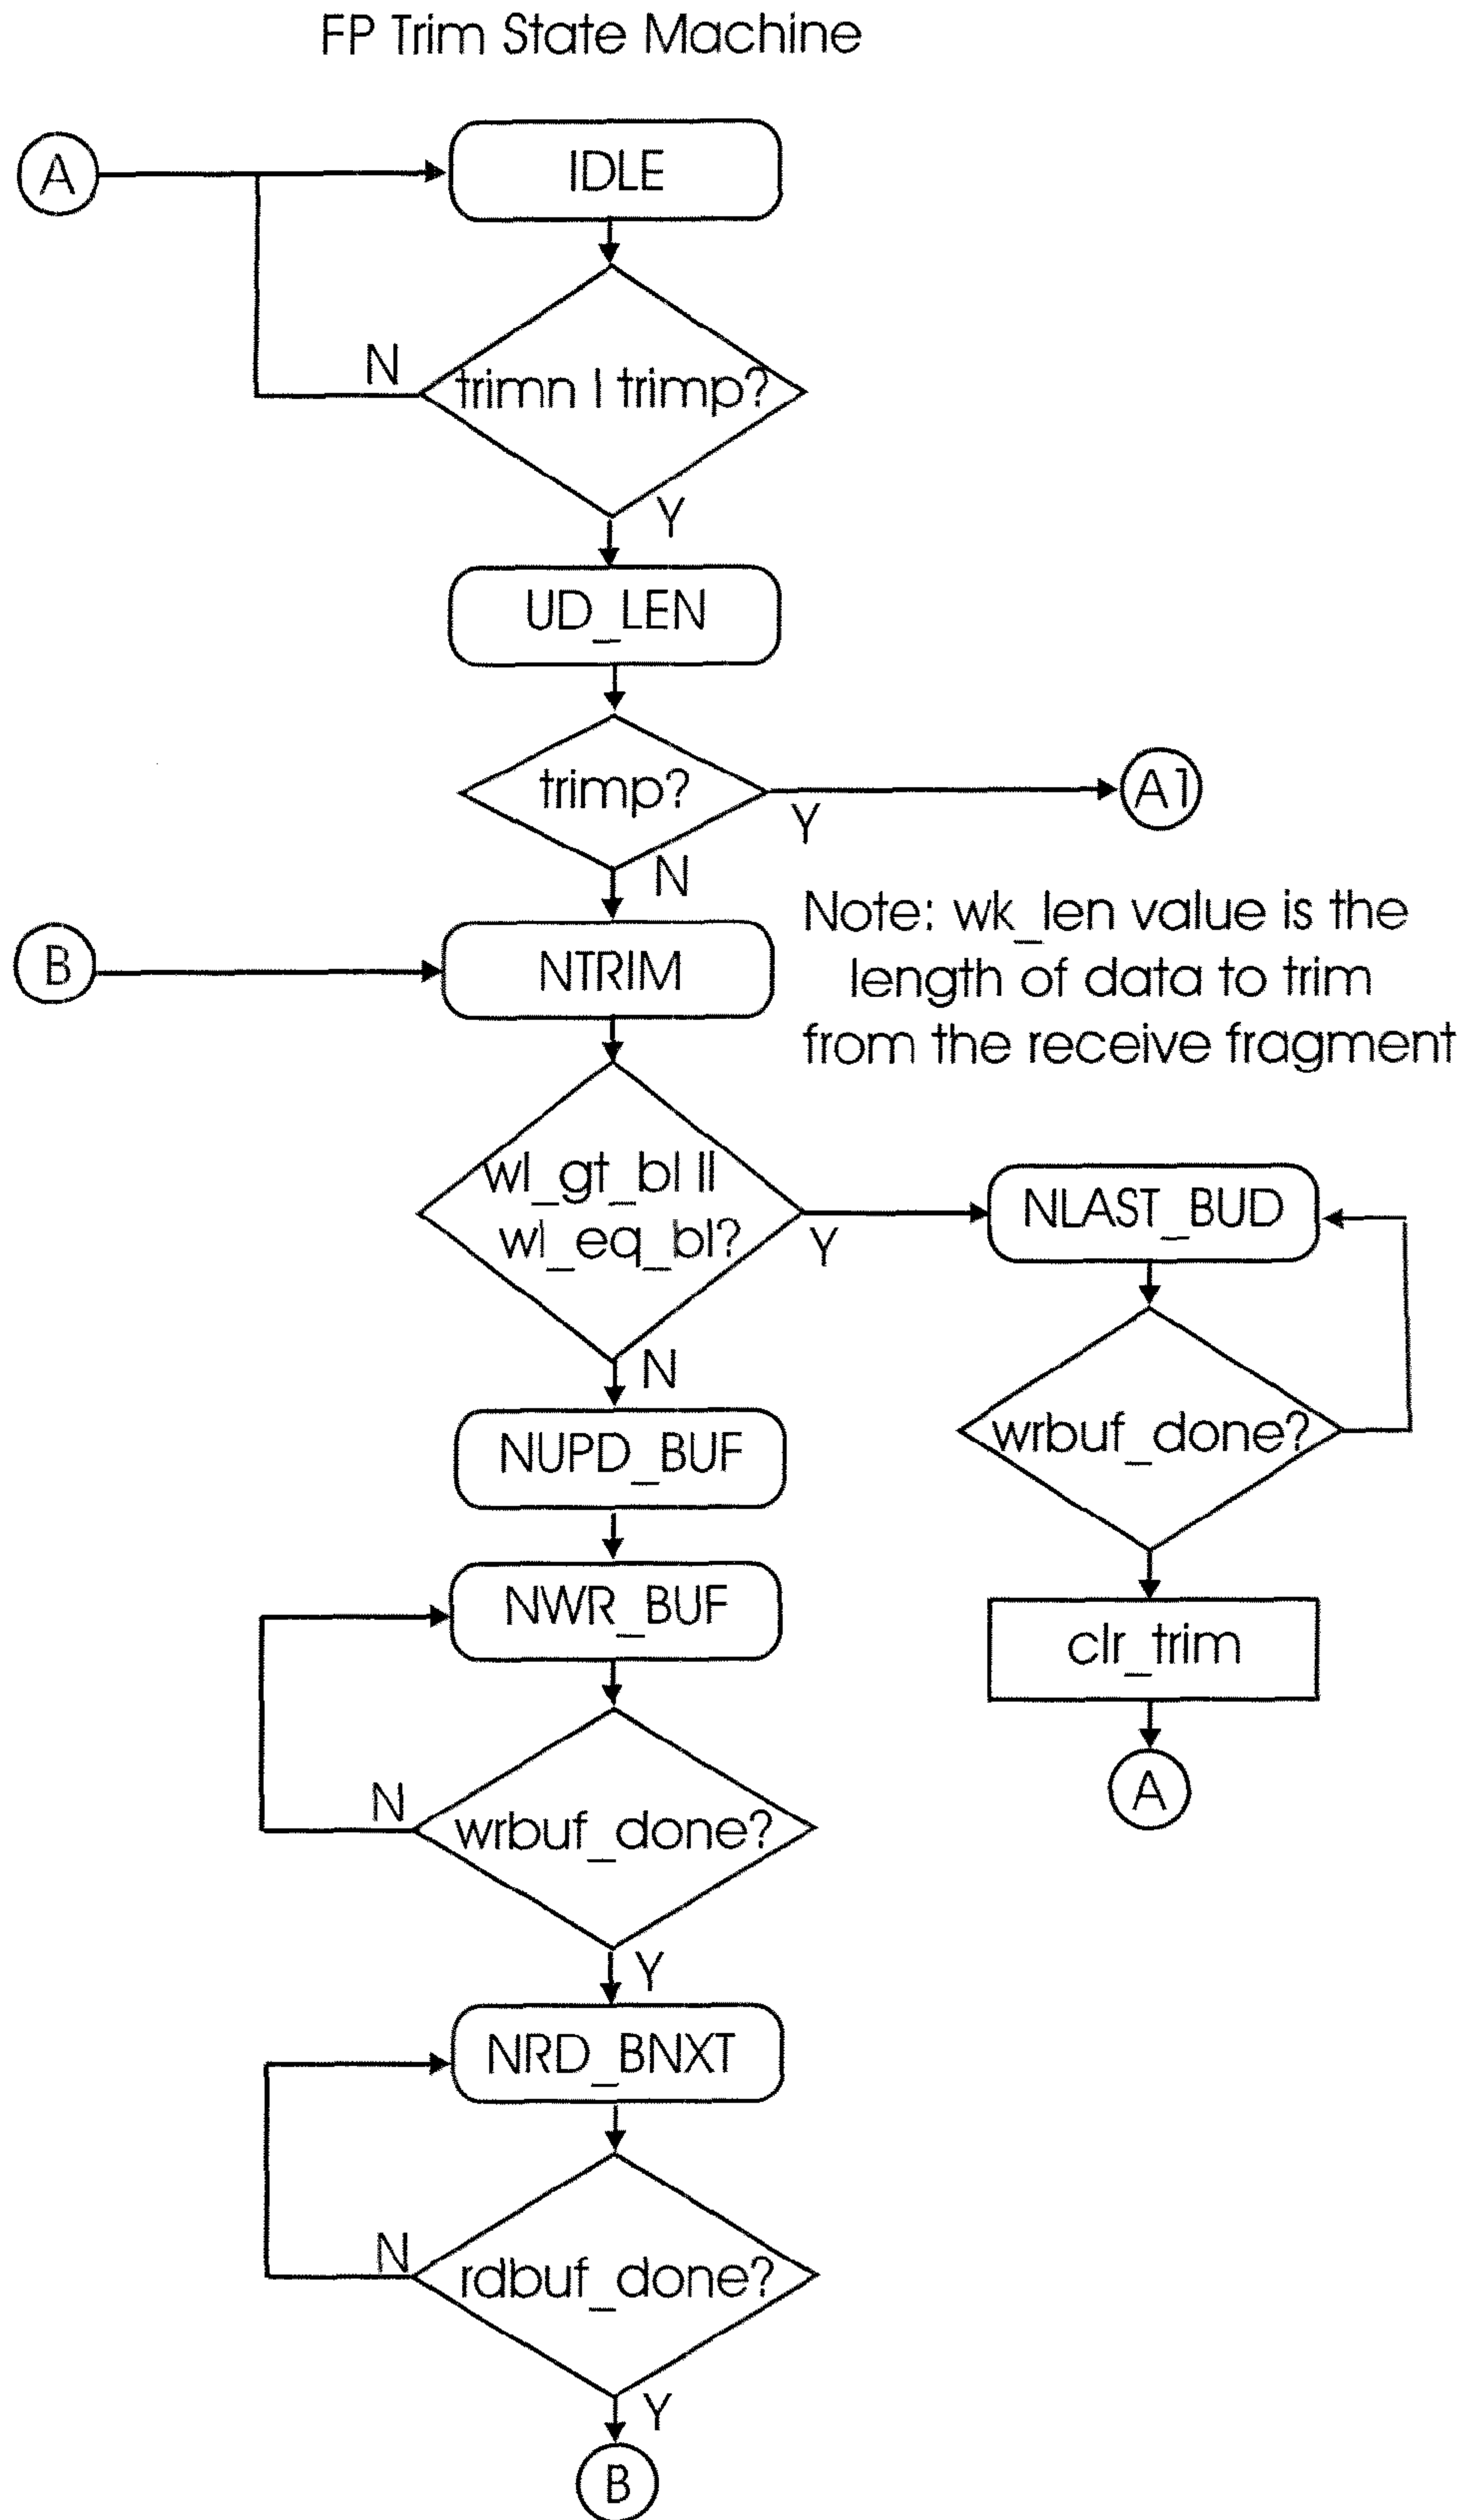 FP Trim State Machine
A
IDLE
N
trimn | trimp?
Y
UD_LEN
trimp?
Y
A1
N
B
NTRIM
Note: wk_len value is the
length of data to trim
from the receive fragment
wl_gt_bl ||
wl_eq_bl?
Y
NLAST_BUD
N
wrbuf_done?
NUPD_BUF
NWR_BUF
clr_trim
A
N
wrbuf_done?
Y
NRD_BNXT
N
rdbuf_done?
Y
B